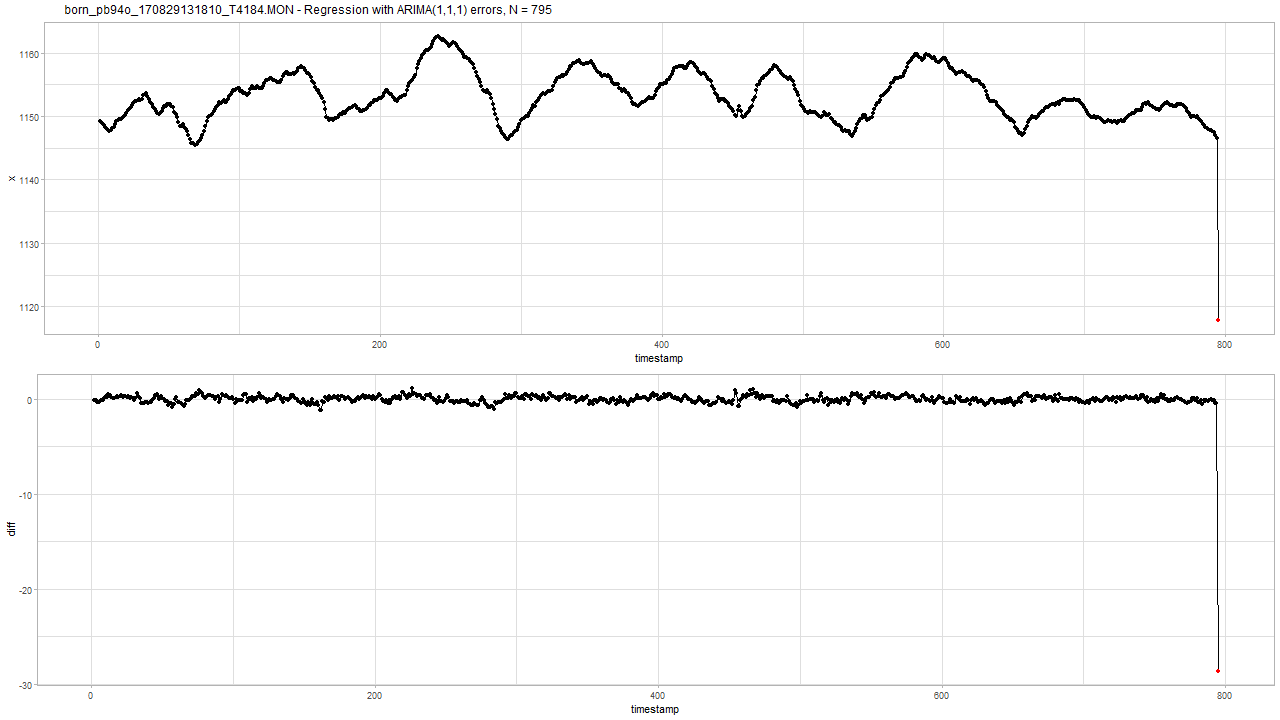 born_pb94o_170829131810_T4184.MON - Regression with ARIMA(1,1,1) errors, N = 795
1160
1150
1140
1130
1120
x
0 200 400 600 800
timestamp
0
-10
-20
-30
diff
0 200 400 600 800
timestamp